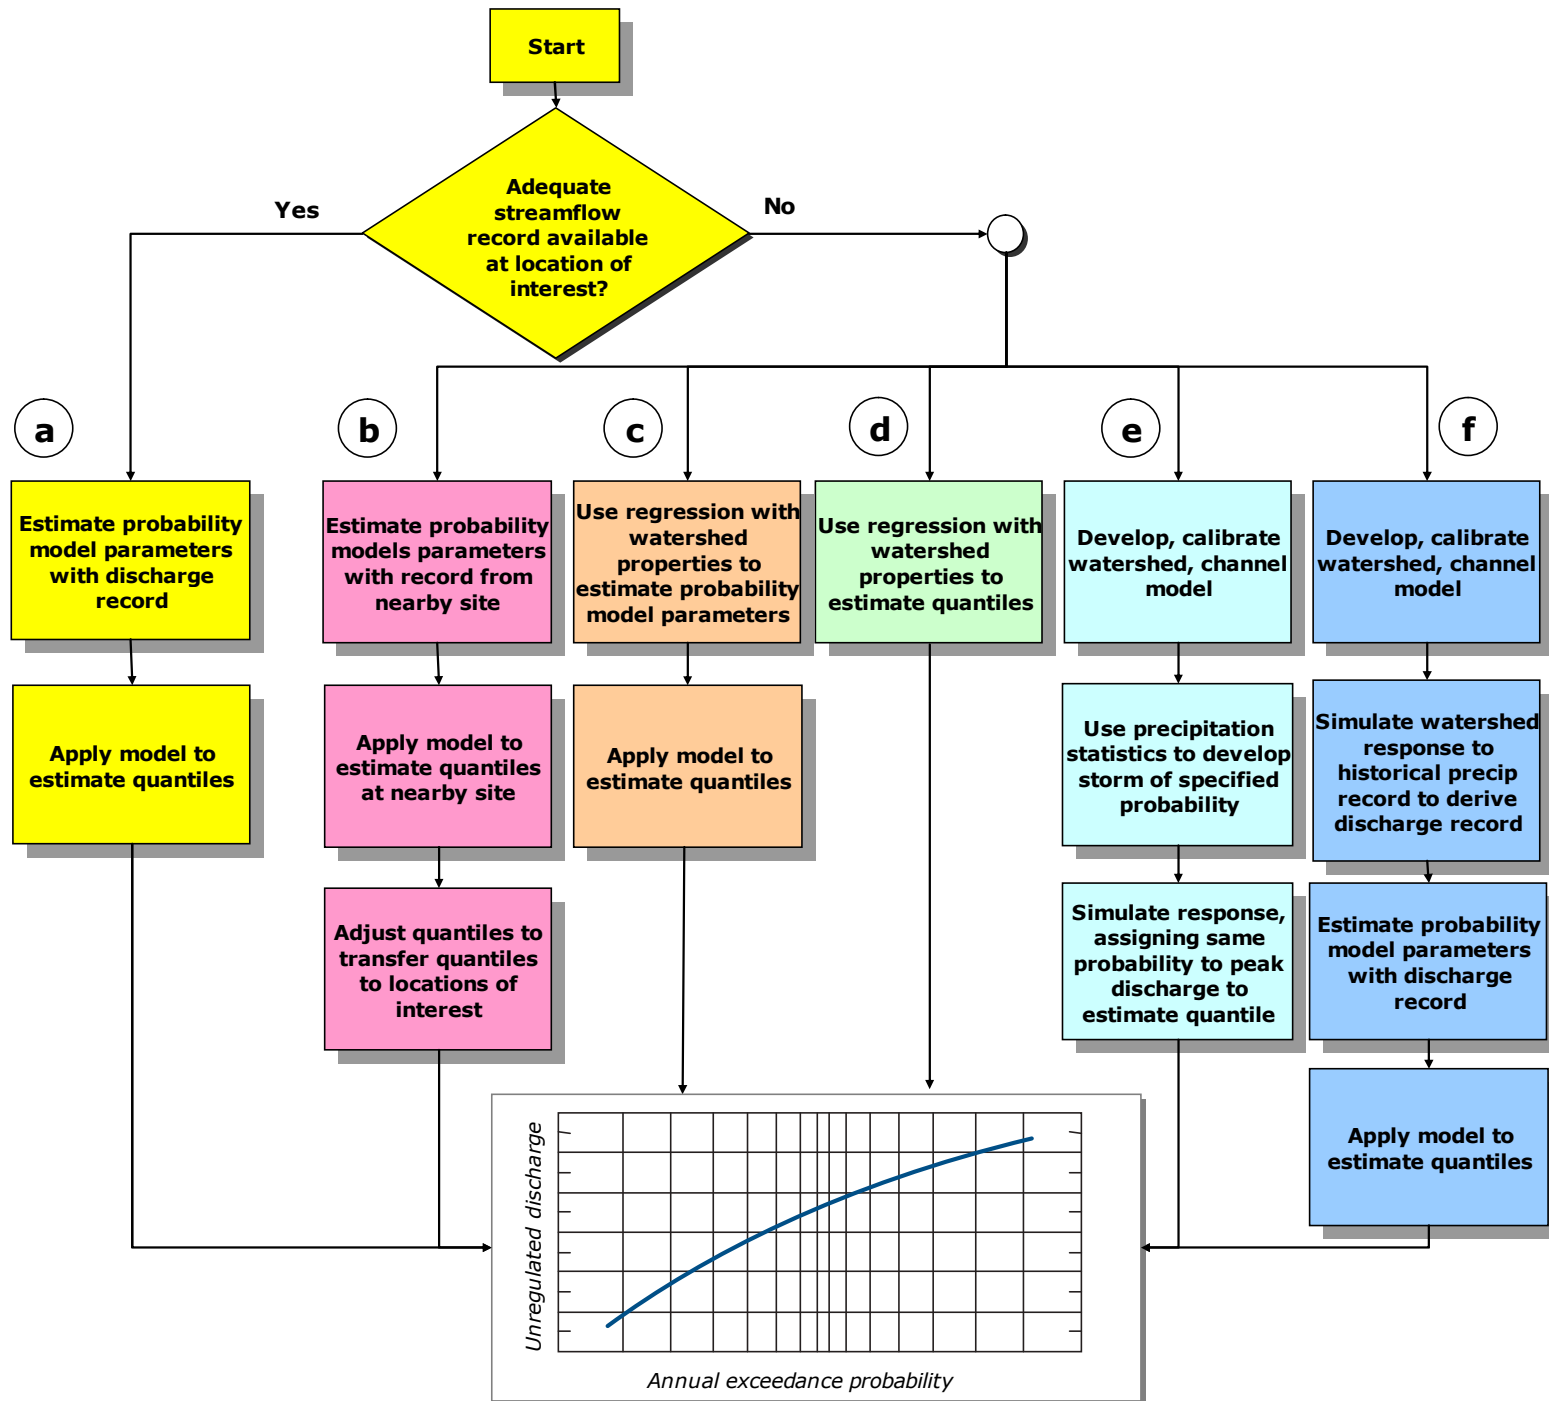 Start
Adequate
streamflow
record available
at location of
interest?
Yes
No
a
b
c
d
e
f
Estimate probability
model parameters
with discharge
record
Apply model to
estimate quantiles
Estimate probability
models parameters
with record from
nearby site
Apply model to
estimate quantiles
at nearby site
Adjust quantiles to
transfer quantiles
to locations of
interest
Use regression with
watershed
properties to
estimate probability
model parameters
Apply model to
estimate quantiles
Use regression with
watershed
properties to
estimate quantiles
Develop, calibrate
watershed, channel
model
Use precipitation
statistics to develop
storm of specified
probability
Simulate response,
assigning same
probability to peak
discharge to
estimate quantile
Develop, calibrate
watershed, channel
model
Simulate watershed
response to
historical precip
record to derive
discharge record
Estimate probability
model parameters
with discharge
record
Apply model to
estimate quantiles
Unregulated discharge
Annual exceedance probability